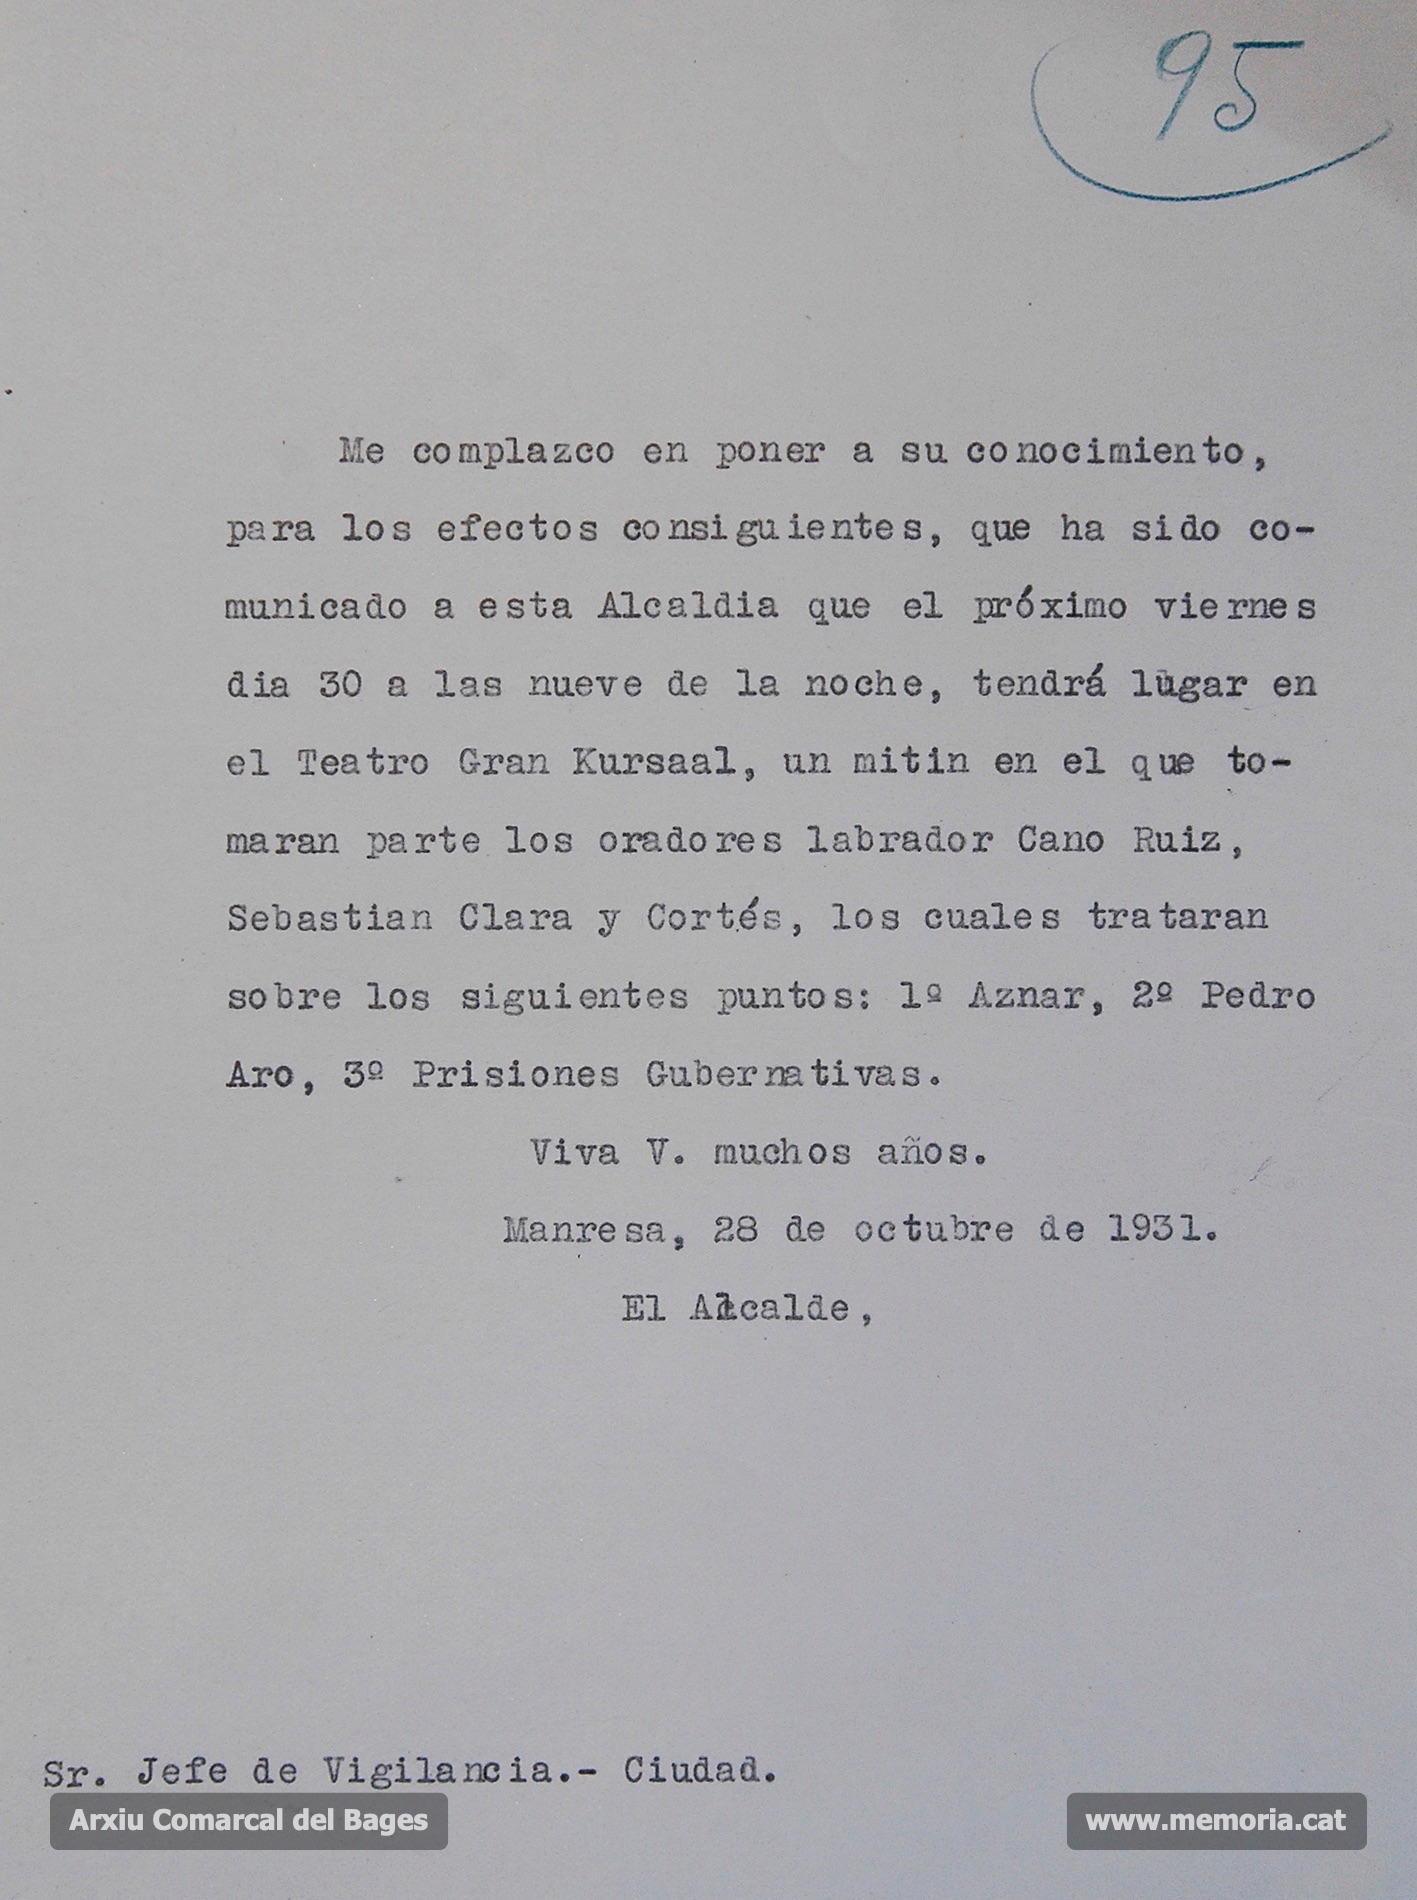 95
Me complazco en poner a su conocimiento,
para los efectos consiguientes, que ha sido co-
municado a esta Alcaldia que el próximo viernes
dia 30 a las nueve de la noche, tendrá lugar en
el Teatro Gran Kursaal, un mitin en el que to-
maran parte los oradores labrador Cano Ruiz,
Sebastian Clara y Cortés, los cuales trataran
sobre los siguientes puntos: 1º Aznar, 2º Pedro
Aro, 3º Prisiones Gubernativas.
Viva V. muchos años.
Manresa, 28 de octubre de 1931.
El Alcalde,
Sr. Jefe de Vigilancia.- Ciudad.
Arxiu Comarcal del Bages
www.memoria.cat